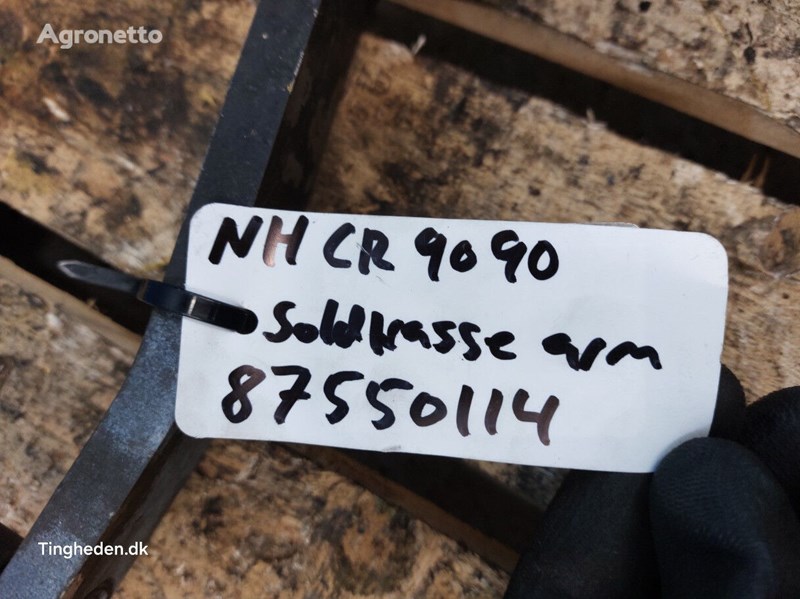 Agronetto
NH CR 9090
Soldkasse arm
87550114
Tingheden.dk